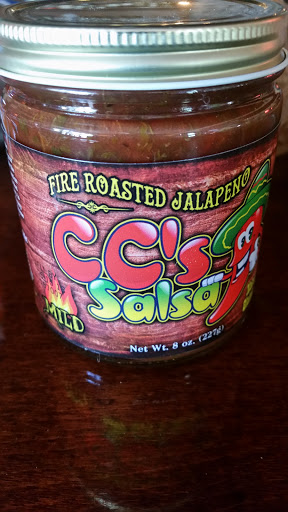 FIRE ROASTED JALAPENO
CC's
Salsa
MILD
Net Wt. 8 oz. (227g)